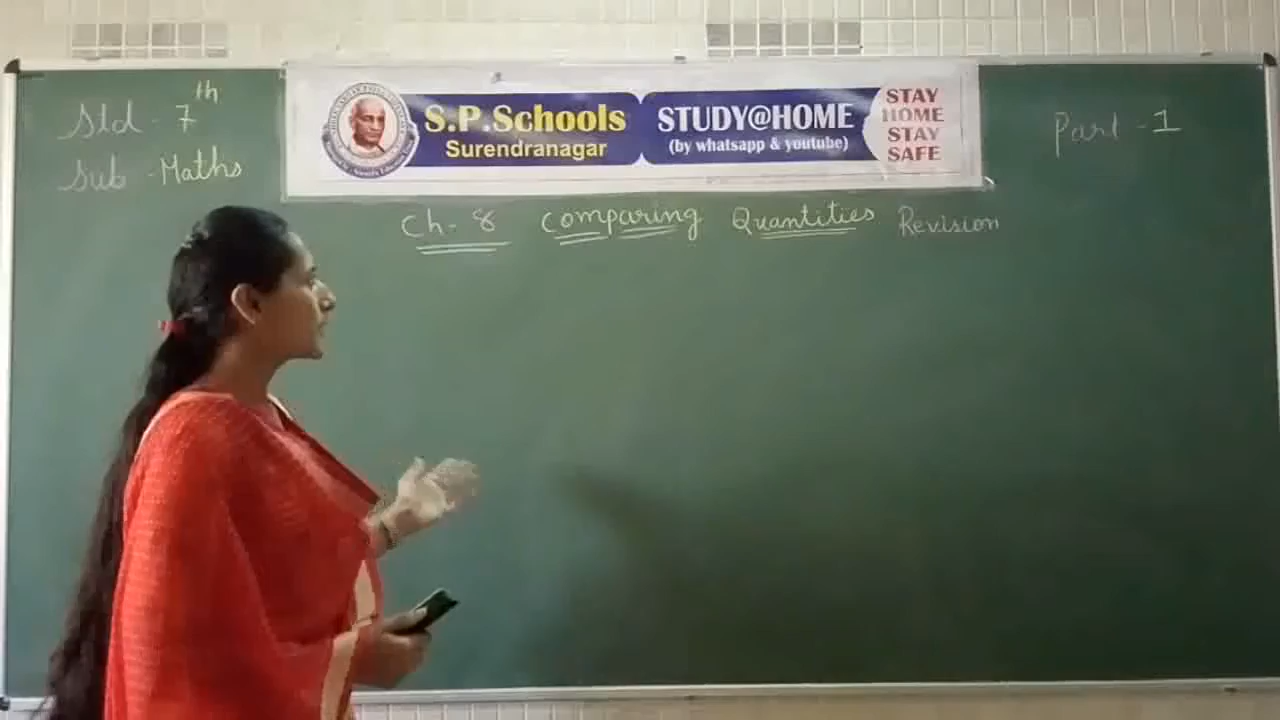 Std - 7th
Sub - Maths
S.P.Schools
Surendranagar
STUDY@HOME
(by whatsapp & youtube)
STAY
HOME
STAY
SAFE
Part - 1
Ch. 8 Comparing Quantities Revision